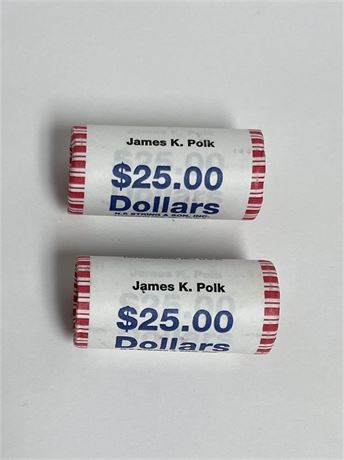 James K. Polk
$25.00
Dollars
N.F. STRING & SON, INC.
James K. Polk
$25.00
Dollars